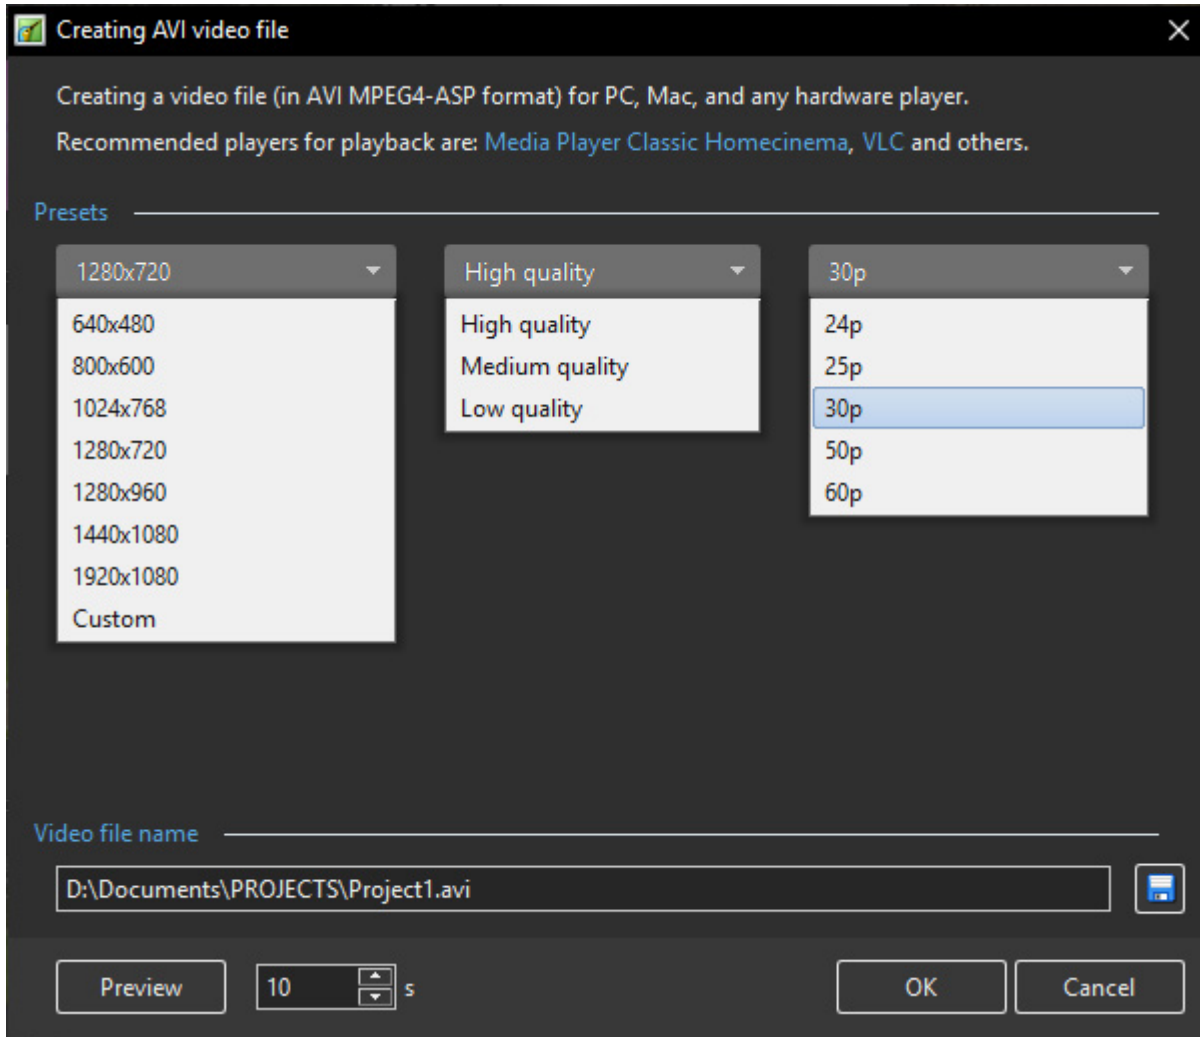 Creating AVI video file
Creating a video file (in AVI MPEG4-ASP format) for PC, Mac, and any hardware player.
Recommended players for playback are: Media Player Classic Homecinema, VLC and others.
Presets
1280x720
640x480
800x600
1024x768
1280x720
1280x960
1440x1080
1920x1080
Custom
High quality
High quality
Medium quality
Low quality
30p
24p
25p
30p
50p
60p
Video file name
D:\Documents\PROJECTS\Project1.avi
Preview 10 s OK Cancel